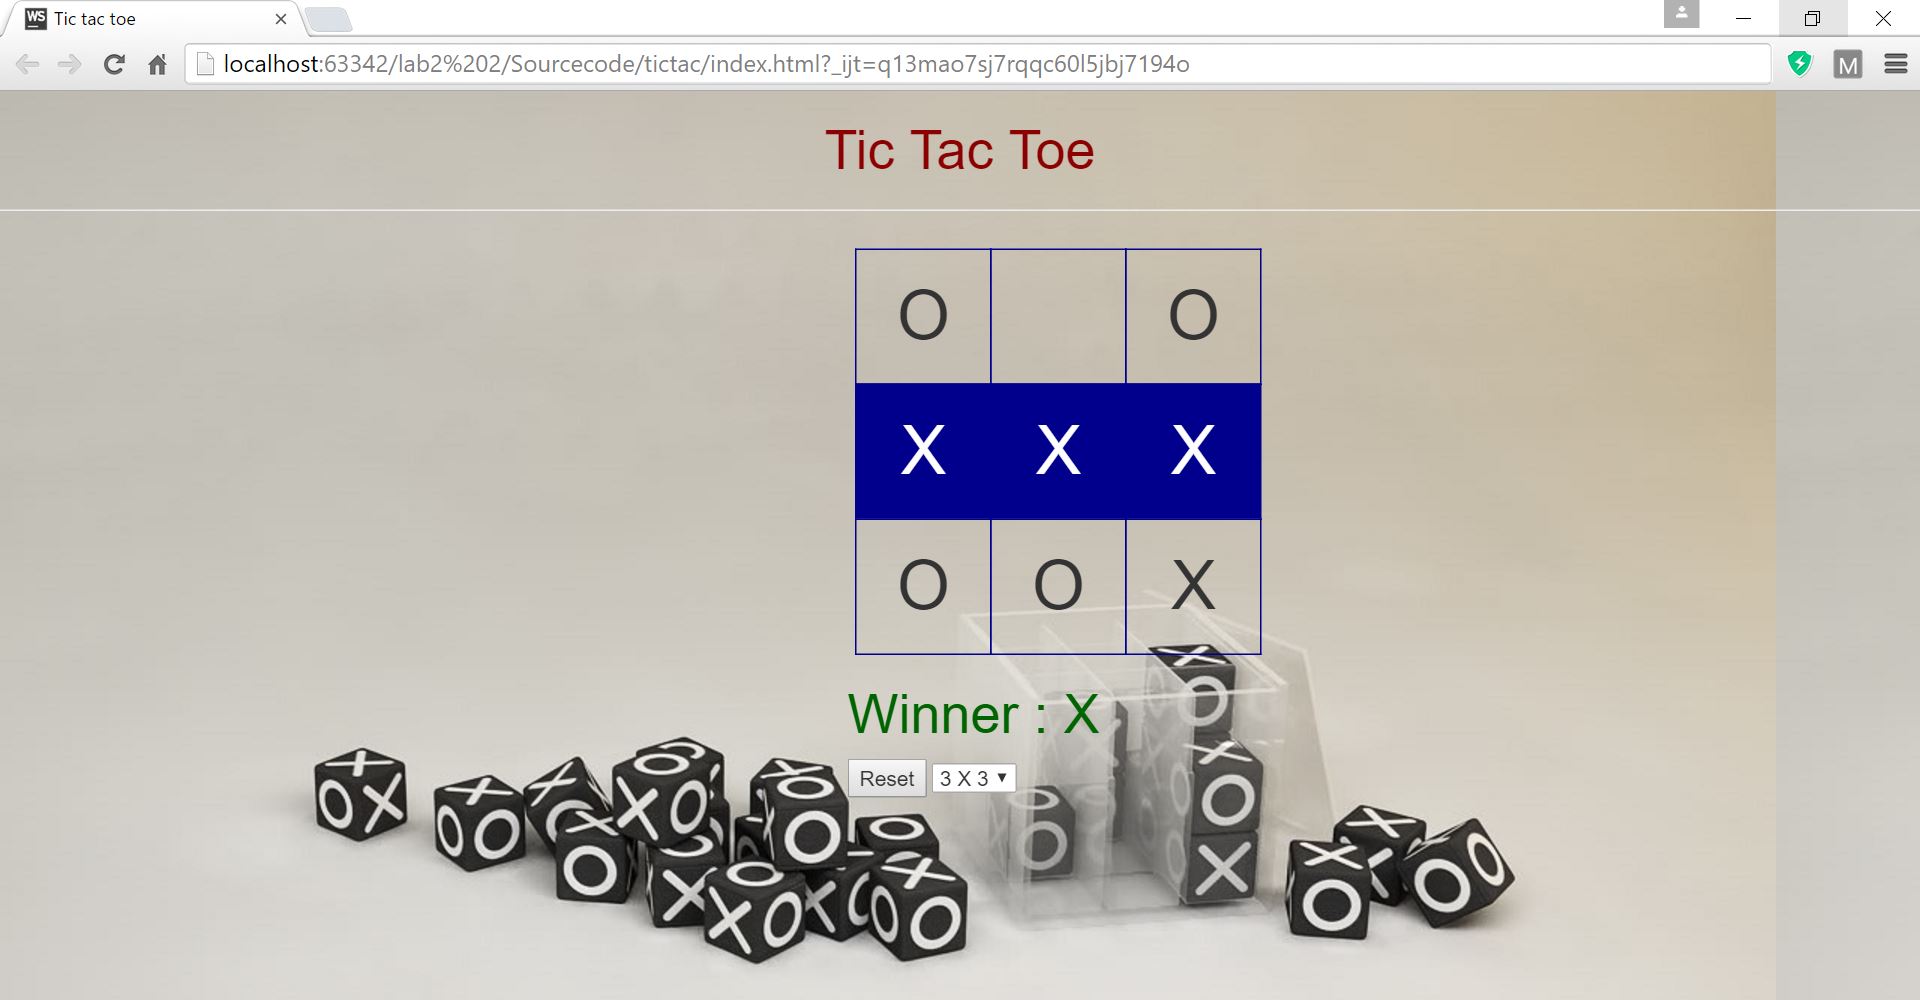 WS Tic tac toe
localhost:63342/lab2%202/Sourcecode/tictac/index.html?_ijt=q13mao7sj7rqqc60l5jbj7194o M
Tic Tac Toe
O O
X X X
O O X
Winner : X
Reset 3 X 3